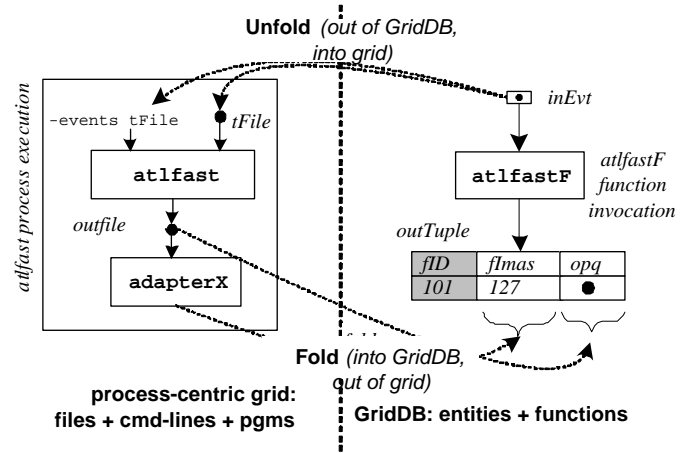 Unfold (out of GridDB,
into grid)
atlfast process execution
-events tFile
tFile
atlfast
outfile
adapterX
inEvt
atlfastF
atlfastF
function
invocation
outTuple
fID fImas opq
101 127
Fold (into GridDB,
out of grid)
process-centric grid:
files + cmd-lines + pgms
GridDB: entities + functions